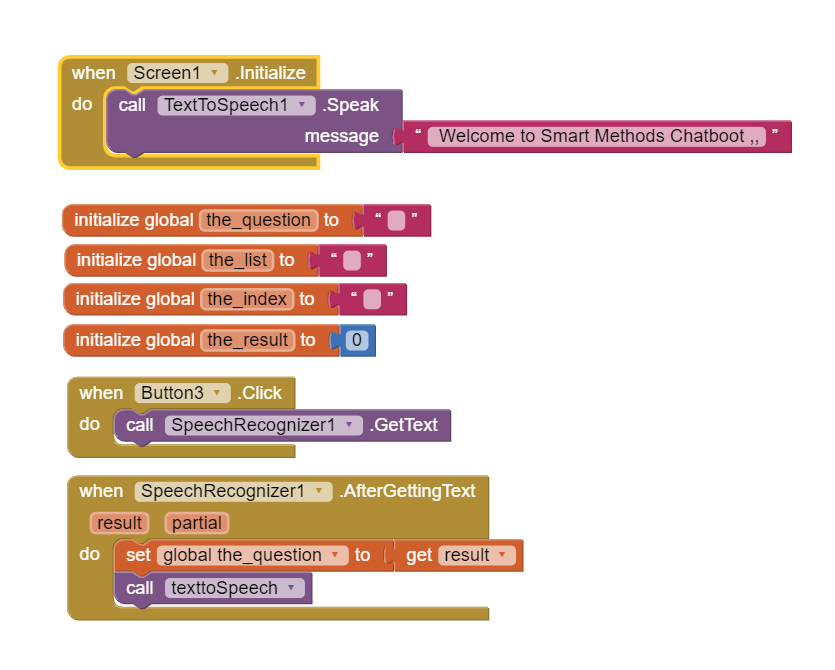 when Screen1 .Initialize
do call TextToSpeech1 .Speak
message " Welcome to Smart Methods Chatboot ,, "
initialize global the_question to " "
initialize global the_list to " "
initialize global the_index to " "
initialize global the_result to 0
when Button3 .Click
do call SpeechRecognizer1 .GetText
when SpeechRecognizer1 .AfterGettingText
result partial
do set global the_question to get result
call texttoSpeech